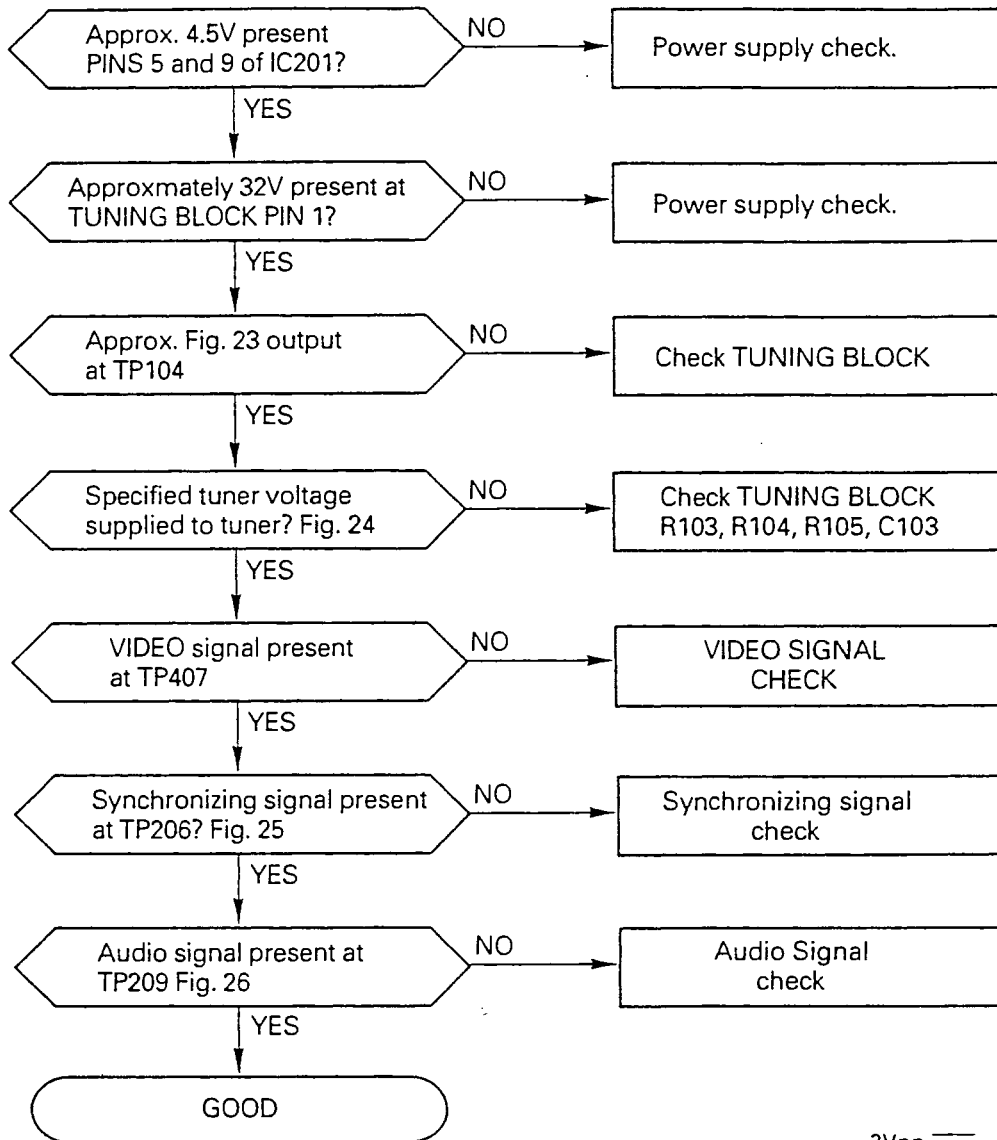 Approx. 4.5V present
PINS 5 and 9 of IC201?
NO
Power supply check.
YES
Approxmately 32V present at
TUNING BLOCK PIN 1?
NO
Power supply check.
YES
Approx. Fig. 23 output
at TP104
NO
Check TUNING BLOCK
YES
Specified tuner voltage
supplied to tuner? Fig. 24
NO
Check TUNING BLOCK
R103, R104, R105, C103
YES
VIDEO signal present
at TP407
NO
VIDEO SIGNAL
CHECK
YES
Synchronizing signal present
at TP206? Fig. 25
NO
Synchronizing signal
check
YES
Audio signal present at
TP209 Fig. 26
NO
Audio Signal
check
YES
GOOD